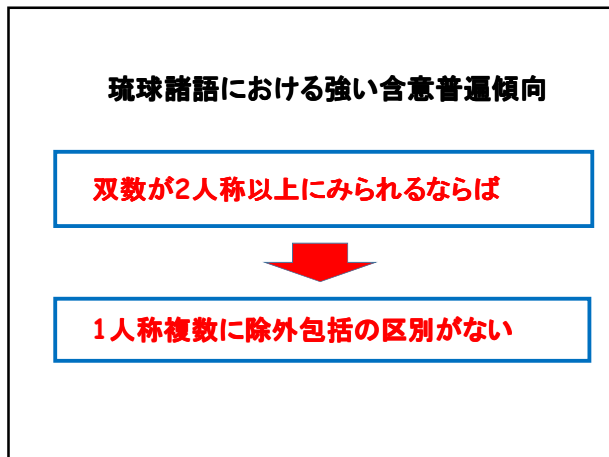 琉球諸語における強い含意普遍傾向
双数が2人称以上にみられるならば
1人称複数に除外包括の区別がない